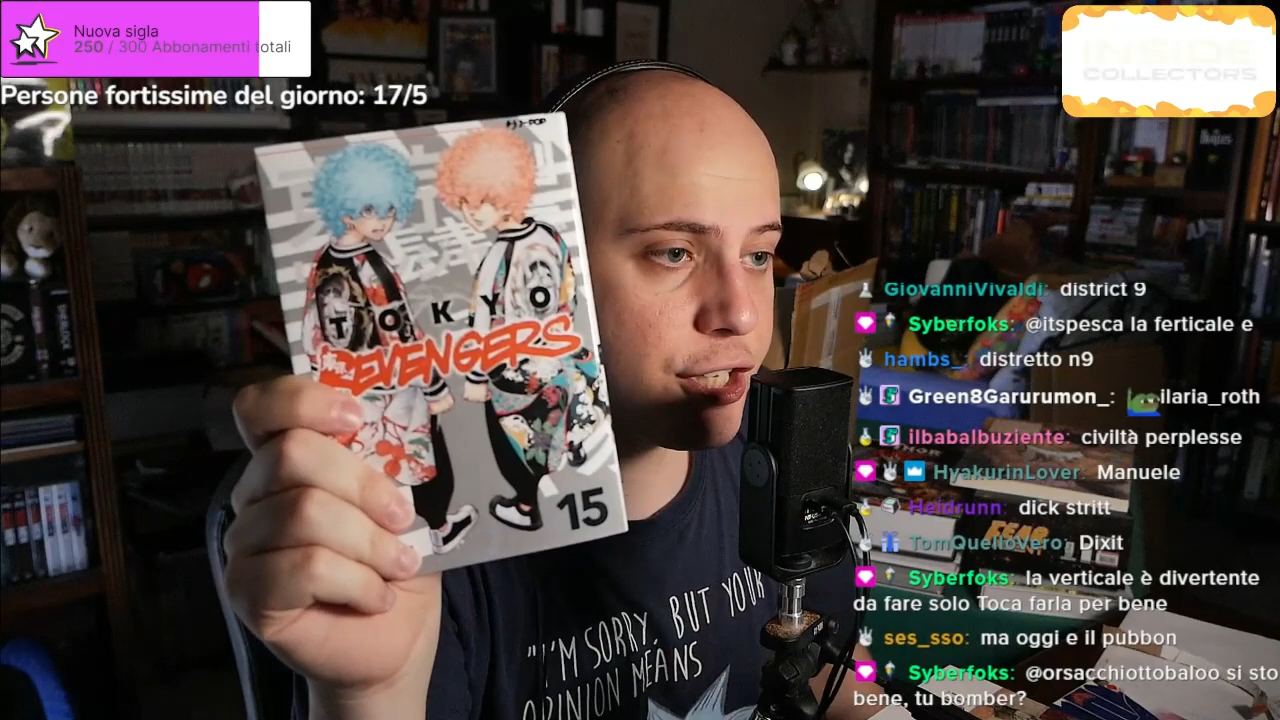 Nuova sigla
250 / 300 Abbonamenti totali
Persone fortissime del giorno: 17/5
INSIDE
COLLECTORS
J-POP
TOKYO
REVENGERS
15
"I'M SORRY, BUT YOUR
OPINION MEANS
GiovanniVivaldi: district 9
Syberfoks: @itspesca la ferticale e
hambs_: distretto n9
Green8Garurumon_: ilaria_roth
ilbabalbuziente: civiltà perplesse
HyakurinLover Manuele
Heidrunn: dick stritt
FEAR
TomQuelloVero: Dixit
Syberfoks: la verticale è divertente
da fare solo Toca farla per bene
ses_sso: ma oggi e il pubbon
Syberfoks: @orsacchiottobaloo si sto
bene, tu bomber?